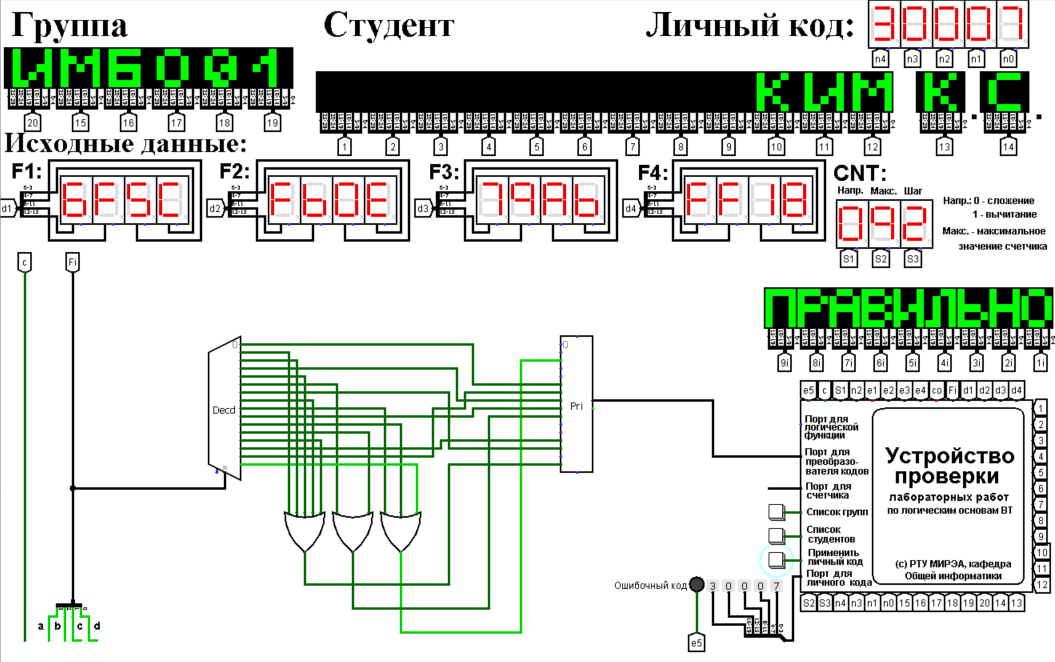 Группа Студент Личный код: 30007
n4 n3 n2 n1 n0
ИМБО01
КИМ К. С.
20 15 16 17 18 19
1 2 3 4 5 6 7 8 9 10 11 12 13 14
Исходные данные:
F1: F2: F3: F4: CNT:
Напр. Макс. Шаг
d1 6F5C d2 Fb0E d3 79Ab d4 FF18 092
Напр.: 0 - сложение
1 - вычитание
Макс. - максимальное
значение счетчика
S1 S2 S3
c Fi
ПРАВИЛЬНО
9i 8i 7i 6i 5i 4i 3i 2i 1i
Decd
Pri
e5 c S1 n2 e1 e2 e3 e4 co Fi d1 d2 d3 d4
Порт для
логической
функции
Порт для
преобразо-
вателя кодов
Порт для
счетчика
Список групп
Список
студентов
Применить
личный код
Порт для
личного кода
Устройство
проверки
лабораторных работ
по логическим основам ВТ
(с) РТУ МИРЭА, кафедра
Общей информатики
1
2
3
4
5
6
7
8
9
10
11
12
Ошибочный код 3 0 0 0 7
S2 S3 n4 n3 n1 n0 15 16 17 18 19 20 14 13
e5
a b c d